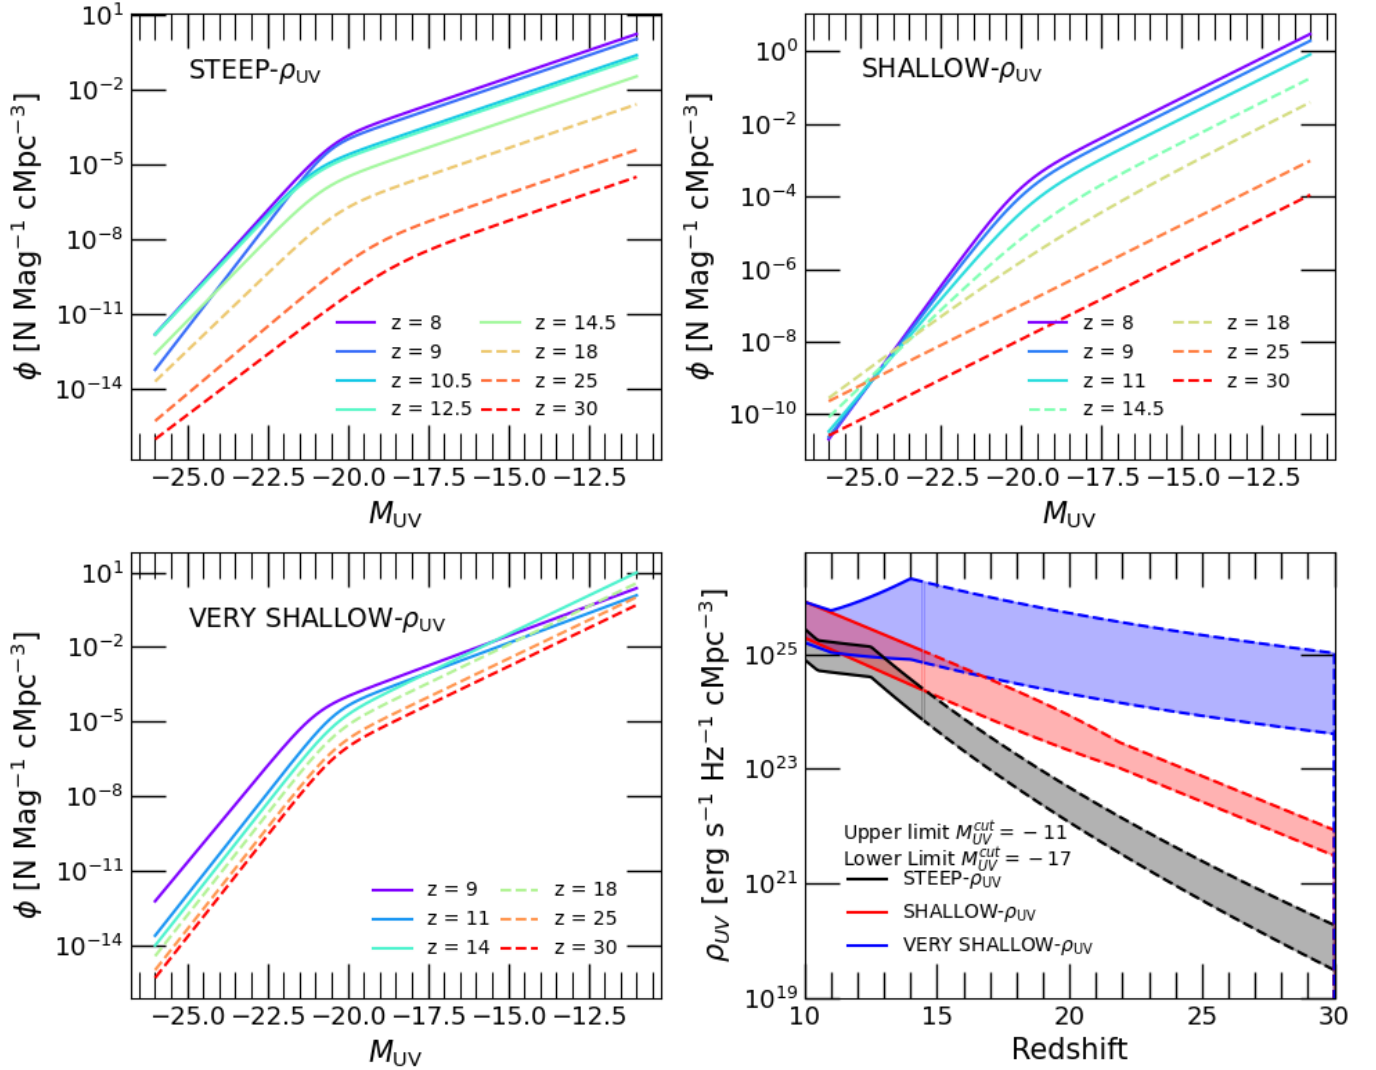 STEEP-ρUV
10^1
10^−2
10^−5
10^−8
10^−11
10^−14
ϕ [N Mag^−1 cMpc^−3]
z = 8
z = 9
z = 10.5
z = 12.5
z = 14.5
z = 18
z = 25
z = 30
−25.0 −22.5 −20.0 −17.5 −15.0 −12.5
MUV
SHALLOW-ρUV
10^0
10^−2
10^−4
10^−6
10^−8
10^−10
ϕ [N Mag^−1 cMpc^−3]
z = 8
z = 9
z = 11
z = 14.5
z = 18
z = 25
z = 30
−25.0 −22.5 −20.0 −17.5 −15.0 −12.5
MUV
VERY SHALLOW-ρUV
10^1
10^−2
10^−5
10^−8
10^−11
10^−14
ϕ [N Mag^−1 cMpc^−3]
z = 9
z = 11
z = 14
z = 18
z = 25
z = 30
−25.0 −22.5 −20.0 −17.5 −15.0 −12.5
MUV
10^25
10^23
10^21
10^19
ρUV [erg s^−1 Hz^−1 cMpc^−3]
Upper limit M^cut_UV = −11
Lower Limit M^cut_UV = −17
STEEP-ρUV
SHALLOW-ρUV
VERY SHALLOW-ρUV
10 15 20 25 30
Redshift